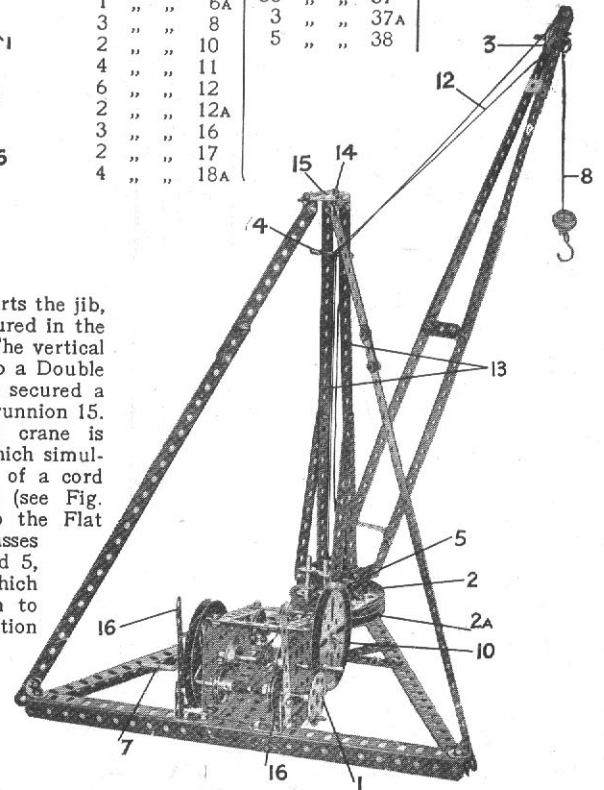 1 „ „ 6A
3 „ „ 8
2 „ „ 10
4 „ „ 11
6 „ „ 12
2 „ „ 12A
3 „ „ 16
2 „ „ 17
4 „ „ 18A
„ „ 37
3 „ „ 37A
5 „ „ 38
3
12
15 14
8
4
rts the jib,
ured in the
The vertical
o a Double
secured a
runnion 15.
crane is
hich simul-
of a cord
(see Fig.
o the Flat
asses
d 5,
hich
n to
tion
13
5
2
2A
10
16
7
16
1